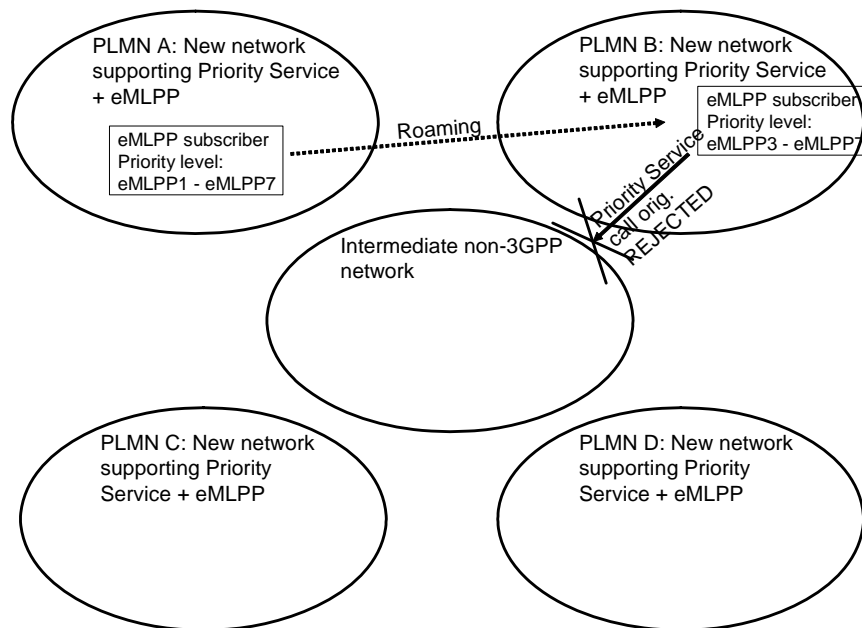 PLMN A: New network
supporting Priority Service
+ eMLPP
eMLPP subscriber
Priority level:
eMLPP1 - eMLPP7
Roaming
PLMN B: New network
supporting Priority Service
+ eMLPP
eMLPP subscriber
Priority level:
eMLPP3 - eMLPP7
Priority Service
call orig.
REJECTED
Intermediate non-3GPP
network
PLMN C: New network
supporting Priority
Service + eMLPP
PLMN D: New network
supporting Priority
Service + eMLPP